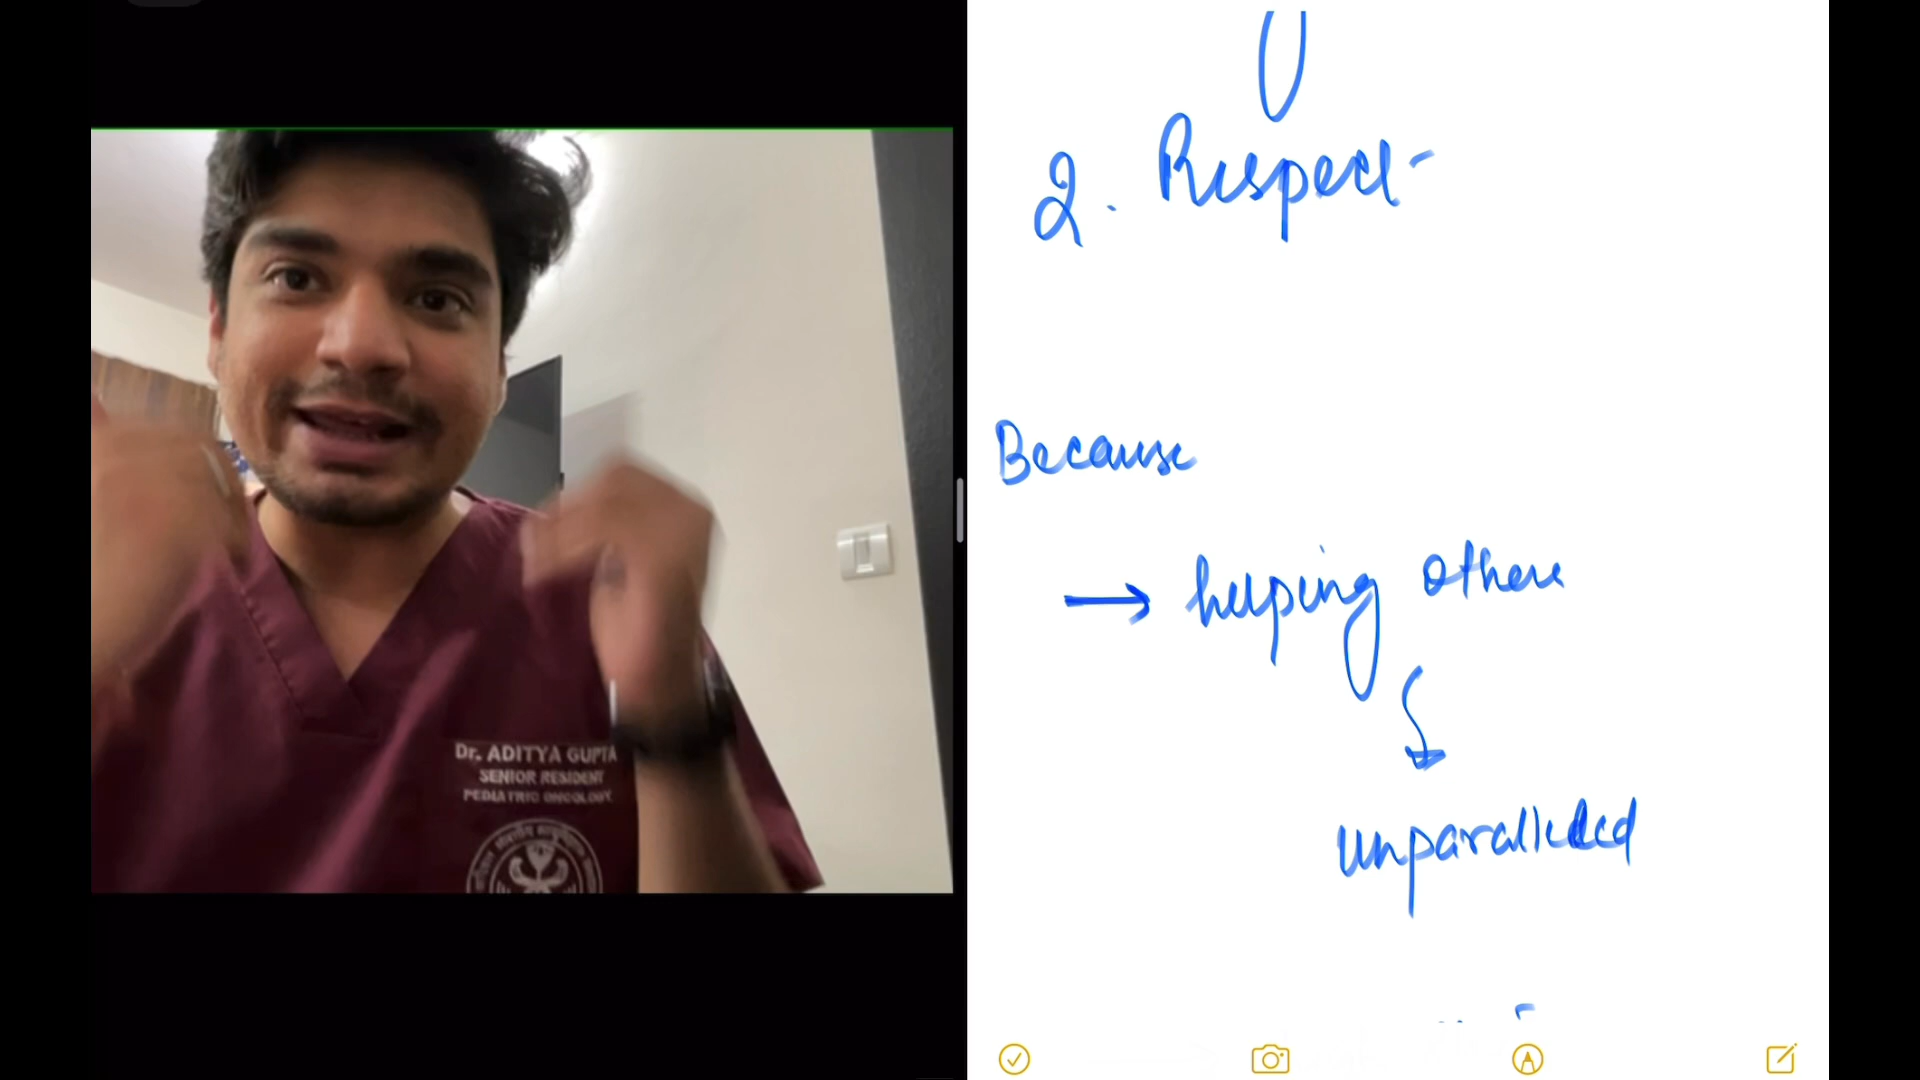 Dr. ADITYA GUPTA
SENIOR RESIDENT
PEDIATRIC ONCOLOGY
2. Respect
Because
→ helping others
unparalleled